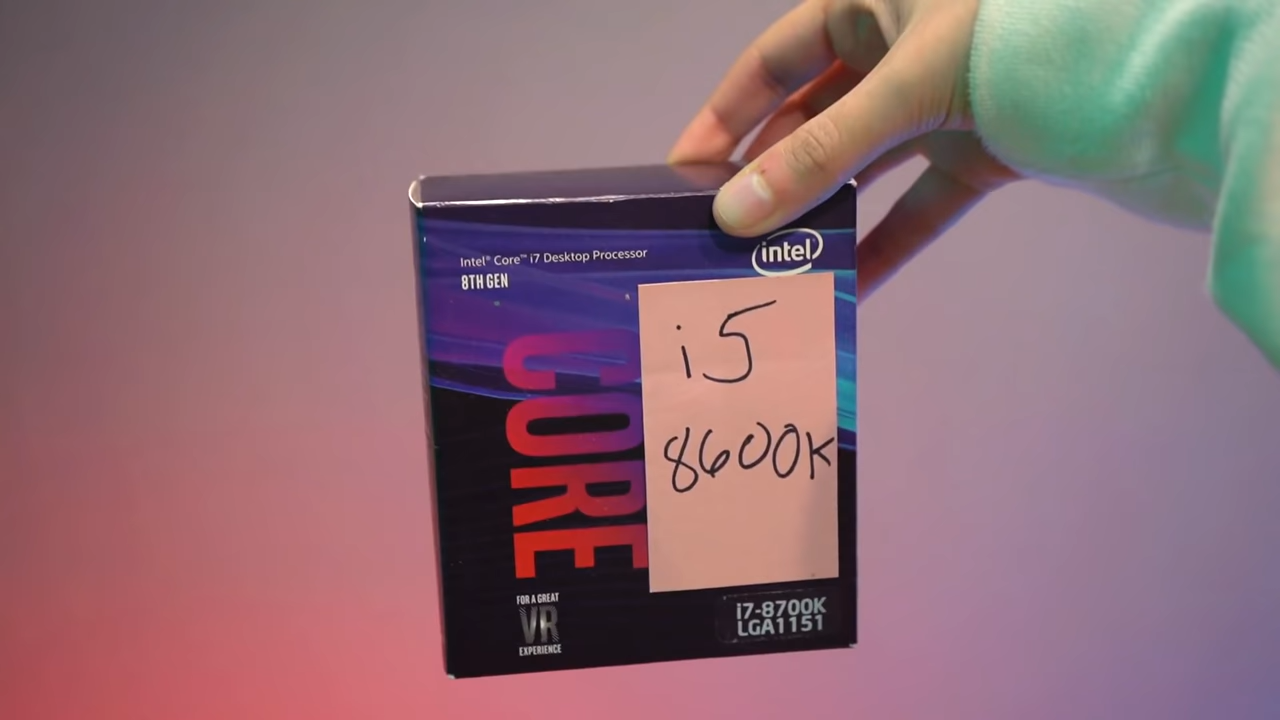 Intel® Core™ i7 Desktop Processor
8TH GEN
intel
i5
8600K
CORE
FOR A GREAT
VR
EXPERIENCE
i7-8700K
LGA1151